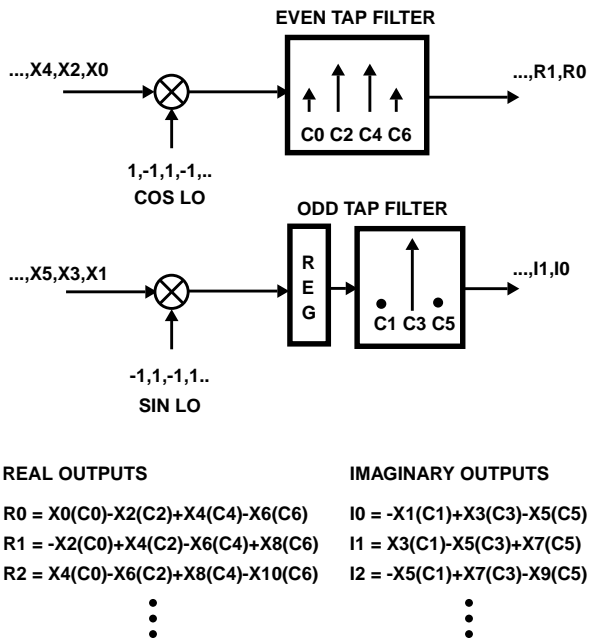 EVEN TAP FILTER
...,X4,X2,X0
...,R1,R0
C0 C2 C4 C6
1,-1,1,-1,..
COS LO
ODD TAP FILTER
...,X5,X3,X1
REG
...,I1,I0
C1 C3 C5
-1,1,-1,1..
SIN LO
REAL OUTPUTS
R0 = X0(C0)-X2(C2)+X4(C4)-X6(C6)
R1 = -X2(C0)+X4(C2)-X6(C4)+X8(C6)
R2 = X4(C0)-X6(C2)+X8(C4)-X10(C6)
IMAGINARY OUTPUTS
I0 = -X1(C1)+X3(C3)-X5(C5)
I1 = X3(C1)-X5(C3)+X7(C5)
I2 = -X5(C1)+X7(C3)-X9(C5)